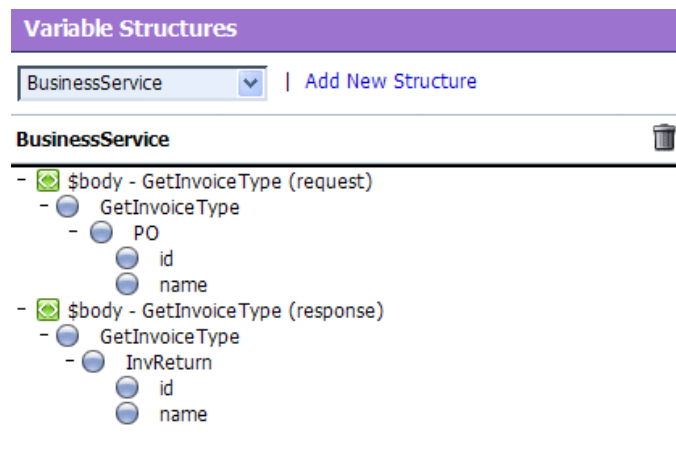 Variable Structures
BusinessService | Add New Structure
BusinessService
- $body - GetInvoiceType (request)
- GetInvoiceType
- PO
id
name
- $body - GetInvoiceType (response)
- GetInvoiceType
- InvReturn
id
name